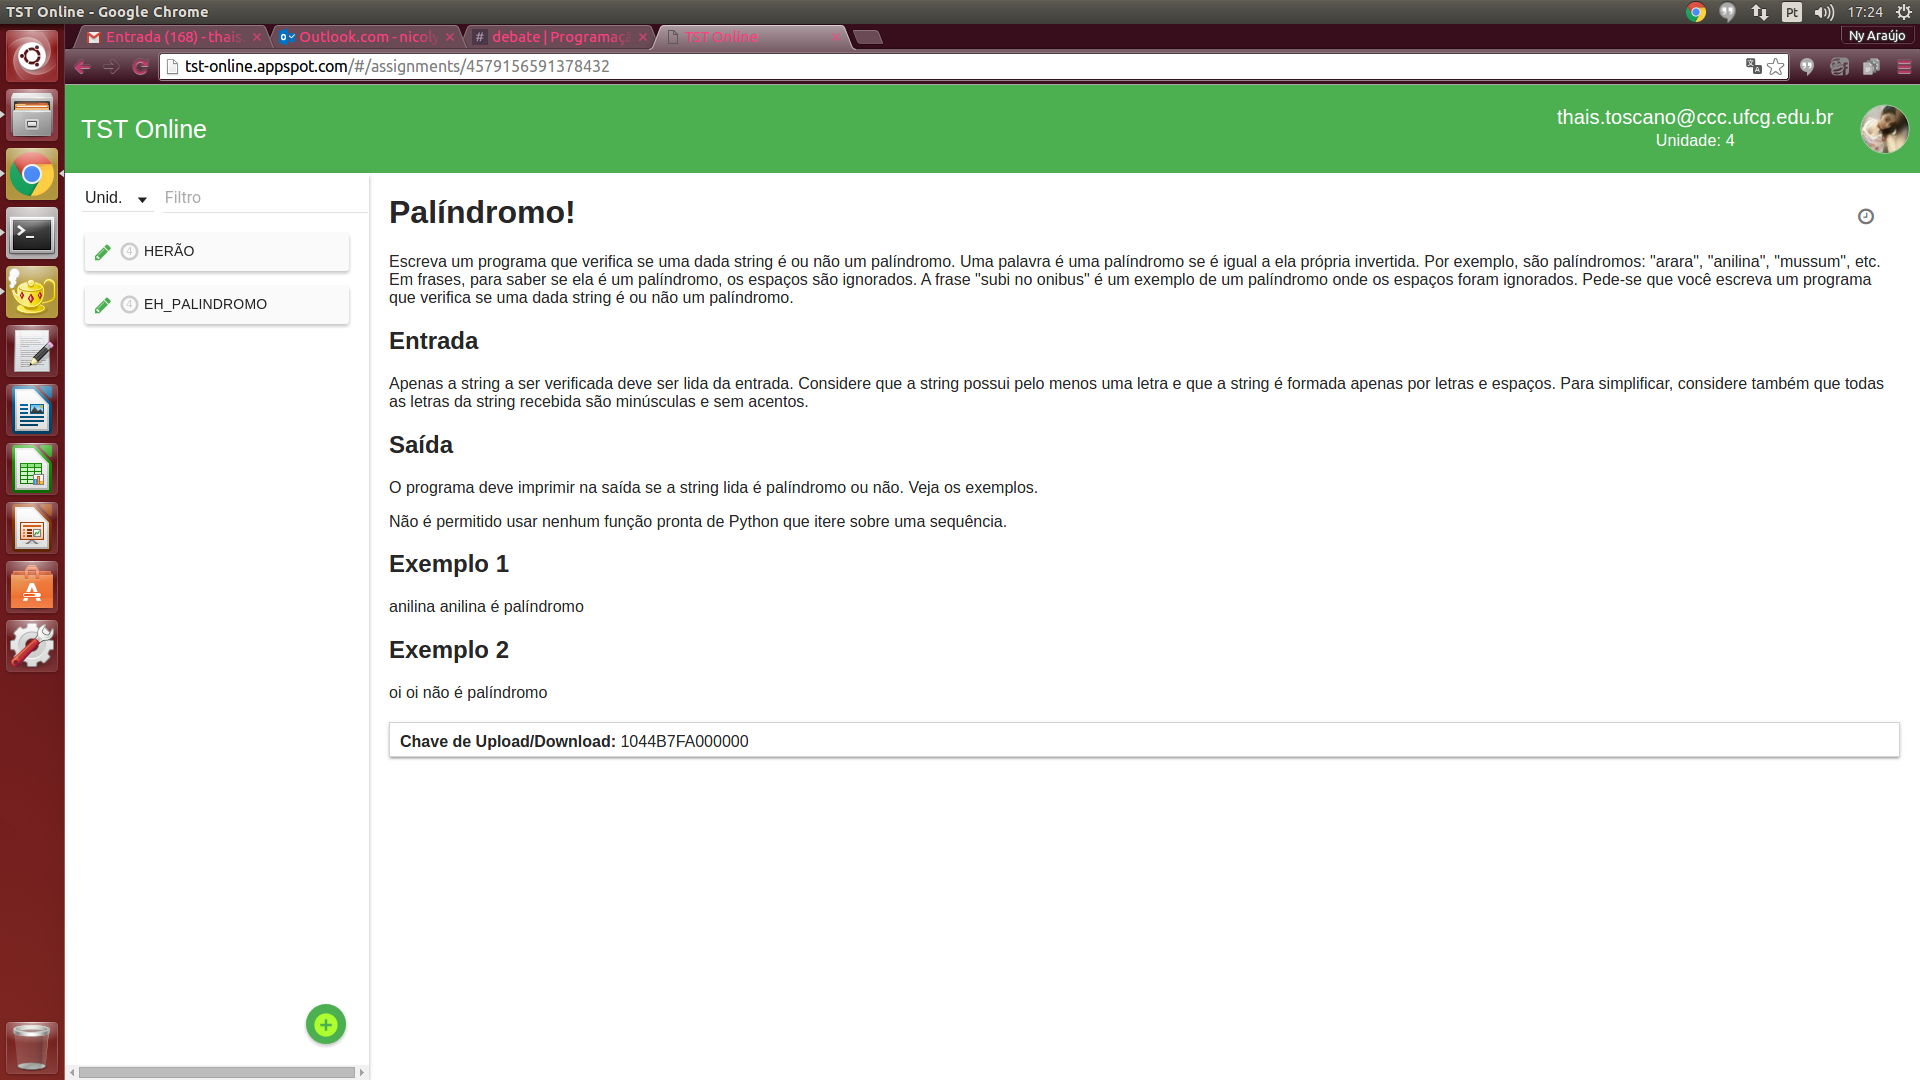 TST Online - Google Chrome
Pt
17:24
Entrada (168) - thais.
Outlook.com - nicoly
# debate | Programaçã
TST Online
Ny Araújo
tst-online.appspot.com/#/assignments/4579156591378432
TST Online
thais.toscano@ccc.ufcg.edu.br
Unidade: 4
Unid.
Filtro
4 HERÃO
4 EH_PALINDROMO
Palíndromo!
Escreva um programa que verifica se uma dada string é ou não um palíndromo. Uma palavra é uma palíndromo se é igual a ela própria invertida. Por exemplo, são palíndromos: "arara", "anilina", "mussum", etc.
Em frases, para saber se ela é um palíndromo, os espaços são ignorados. A frase "subi no onibus" é um exemplo de um palíndromo onde os espaços foram ignorados. Pede-se que você escreva um programa
que verifica se uma dada string é ou não um palíndromo.
Entrada
Apenas a string a ser verificada deve ser lida da entrada. Considere que a string possui pelo menos uma letra e que a string é formada apenas por letras e espaços. Para simplificar, considere também que todas
as letras da string recebida são minúsculas e sem acentos.
Saída
O programa deve imprimir na saída se a string lida é palíndromo ou não. Veja os exemplos.
Não é permitido usar nenhum função pronta de Python que itere sobre uma sequência.
Exemplo 1
anilina anilina é palíndromo
Exemplo 2
oi oi não é palíndromo
Chave de Upload/Download: 1044B7FA000000